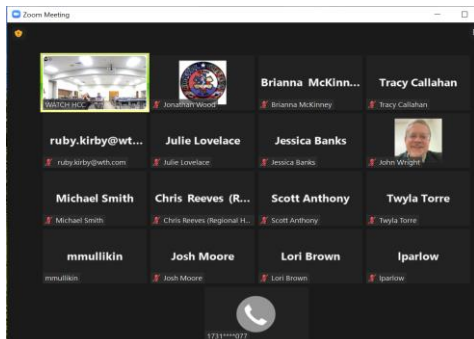 Zoom Meeting
WATCH HCC
Jonathan Wood
Brianna McKinn...
Brianna McKinney
Tracy Callahan
Tracy Callahan
ruby.kirby@wt...
ruby.kirby@wth.com
Julie Lovelace
Julie Lovelace
Jessica Banks
Jessica Banks
John Wright
Michael Smith
Michael Smith
Chris Reeves (R...
Chris Reeves (Regional H...
Scott Anthony
Scott Anthony
Twyla Torre
Twyla Torre
mmullikin
mmullikin
Josh Moore
Josh Moore
Lori Brown
Lori Brown
lparlow
lparlow
1731****077